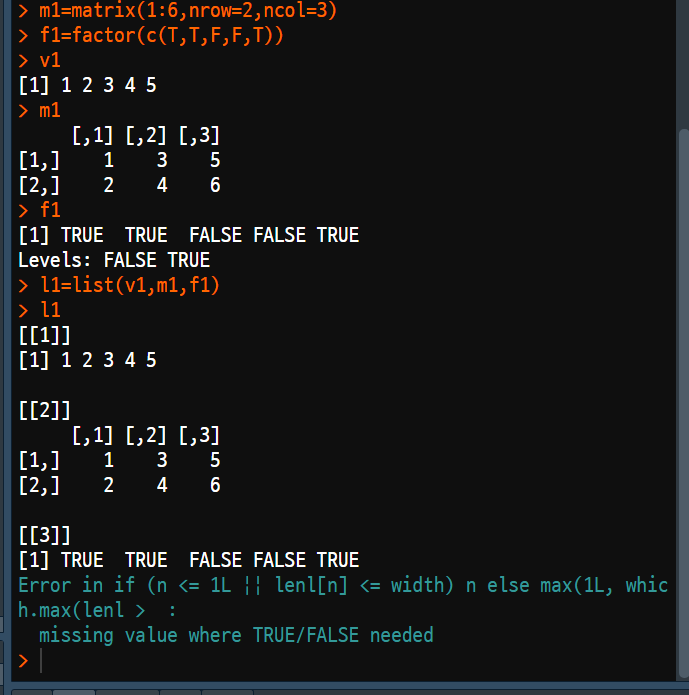 > m1=matrix(1:6,nrow=2,ncol=3)
> f1=factor(c(T,T,F,F,T))
> v1
[1] 1 2 3 4 5
> m1
     [,1] [,2] [,3]
[1,]    1    3    5
[2,]    2    4    6
> f1
[1] TRUE  TRUE  FALSE FALSE TRUE
Levels: FALSE TRUE
> l1=list(v1,m1,f1)
> l1
[[1]]
[1] 1 2 3 4 5

[[2]]
     [,1] [,2] [,3]
[1,]    1    3    5
[2,]    2    4    6

[[3]]
[1] TRUE  TRUE  FALSE FALSE TRUE
Error in if (n <= 1L || lenl[n] <= width) n else max(1L, whic
h.max(lenl >  :
  missing value where TRUE/FALSE needed
>